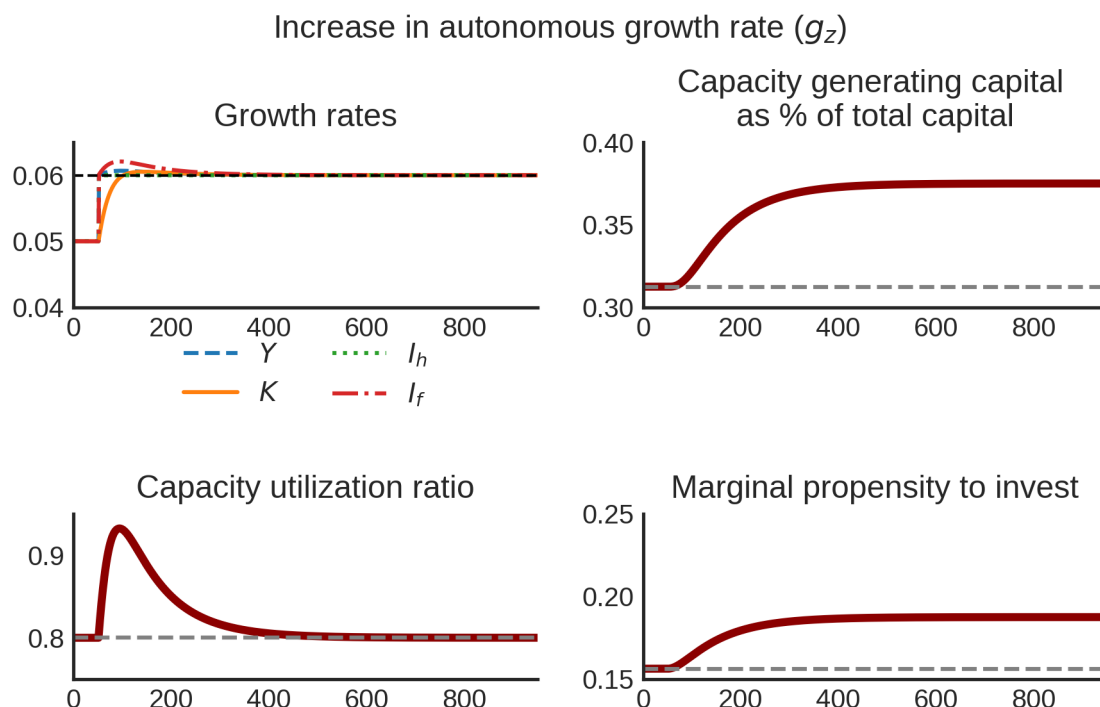 Increase in autonomous growth rate (g_z)
Growth rates
0.06
0.05
0.04
0 200 400 600 800
Y I_h
K I_f
Capacity generating capital
as % of total capital
0.40
0.35
0.30
0 200 400 600 800
Capacity utilization ratio
0.9
0.8
0 200 400 600 800
Marginal propensity to invest
0.25
0.20
0.15
0 200 400 600 800